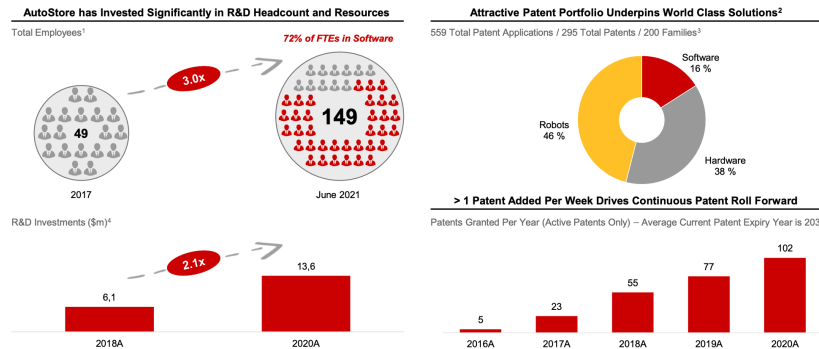 AutoStore has Invested Significantly in R&D Headcount and Resources
Total Employees¹
72% of FTEs in Software
3.0x
49
149
2017
June 2021
R&D Investments ($m)⁴
2.1x
6,1
13,6
2018A
2020A
Attractive Patent Portfolio Underpins World Class Solutions²
559 Total Patent Applications / 295 Total Patents / 200 Families³
Software
16 %
Robots
46 %
Hardware
38 %
> 1 Patent Added Per Week Drives Continuous Patent Roll Forward
Patents Granted Per Year (Active Patents Only) – Average Current Patent Expiry Year is 203
5
23
55
77
102
2016A
2017A
2018A
2019A
2020A